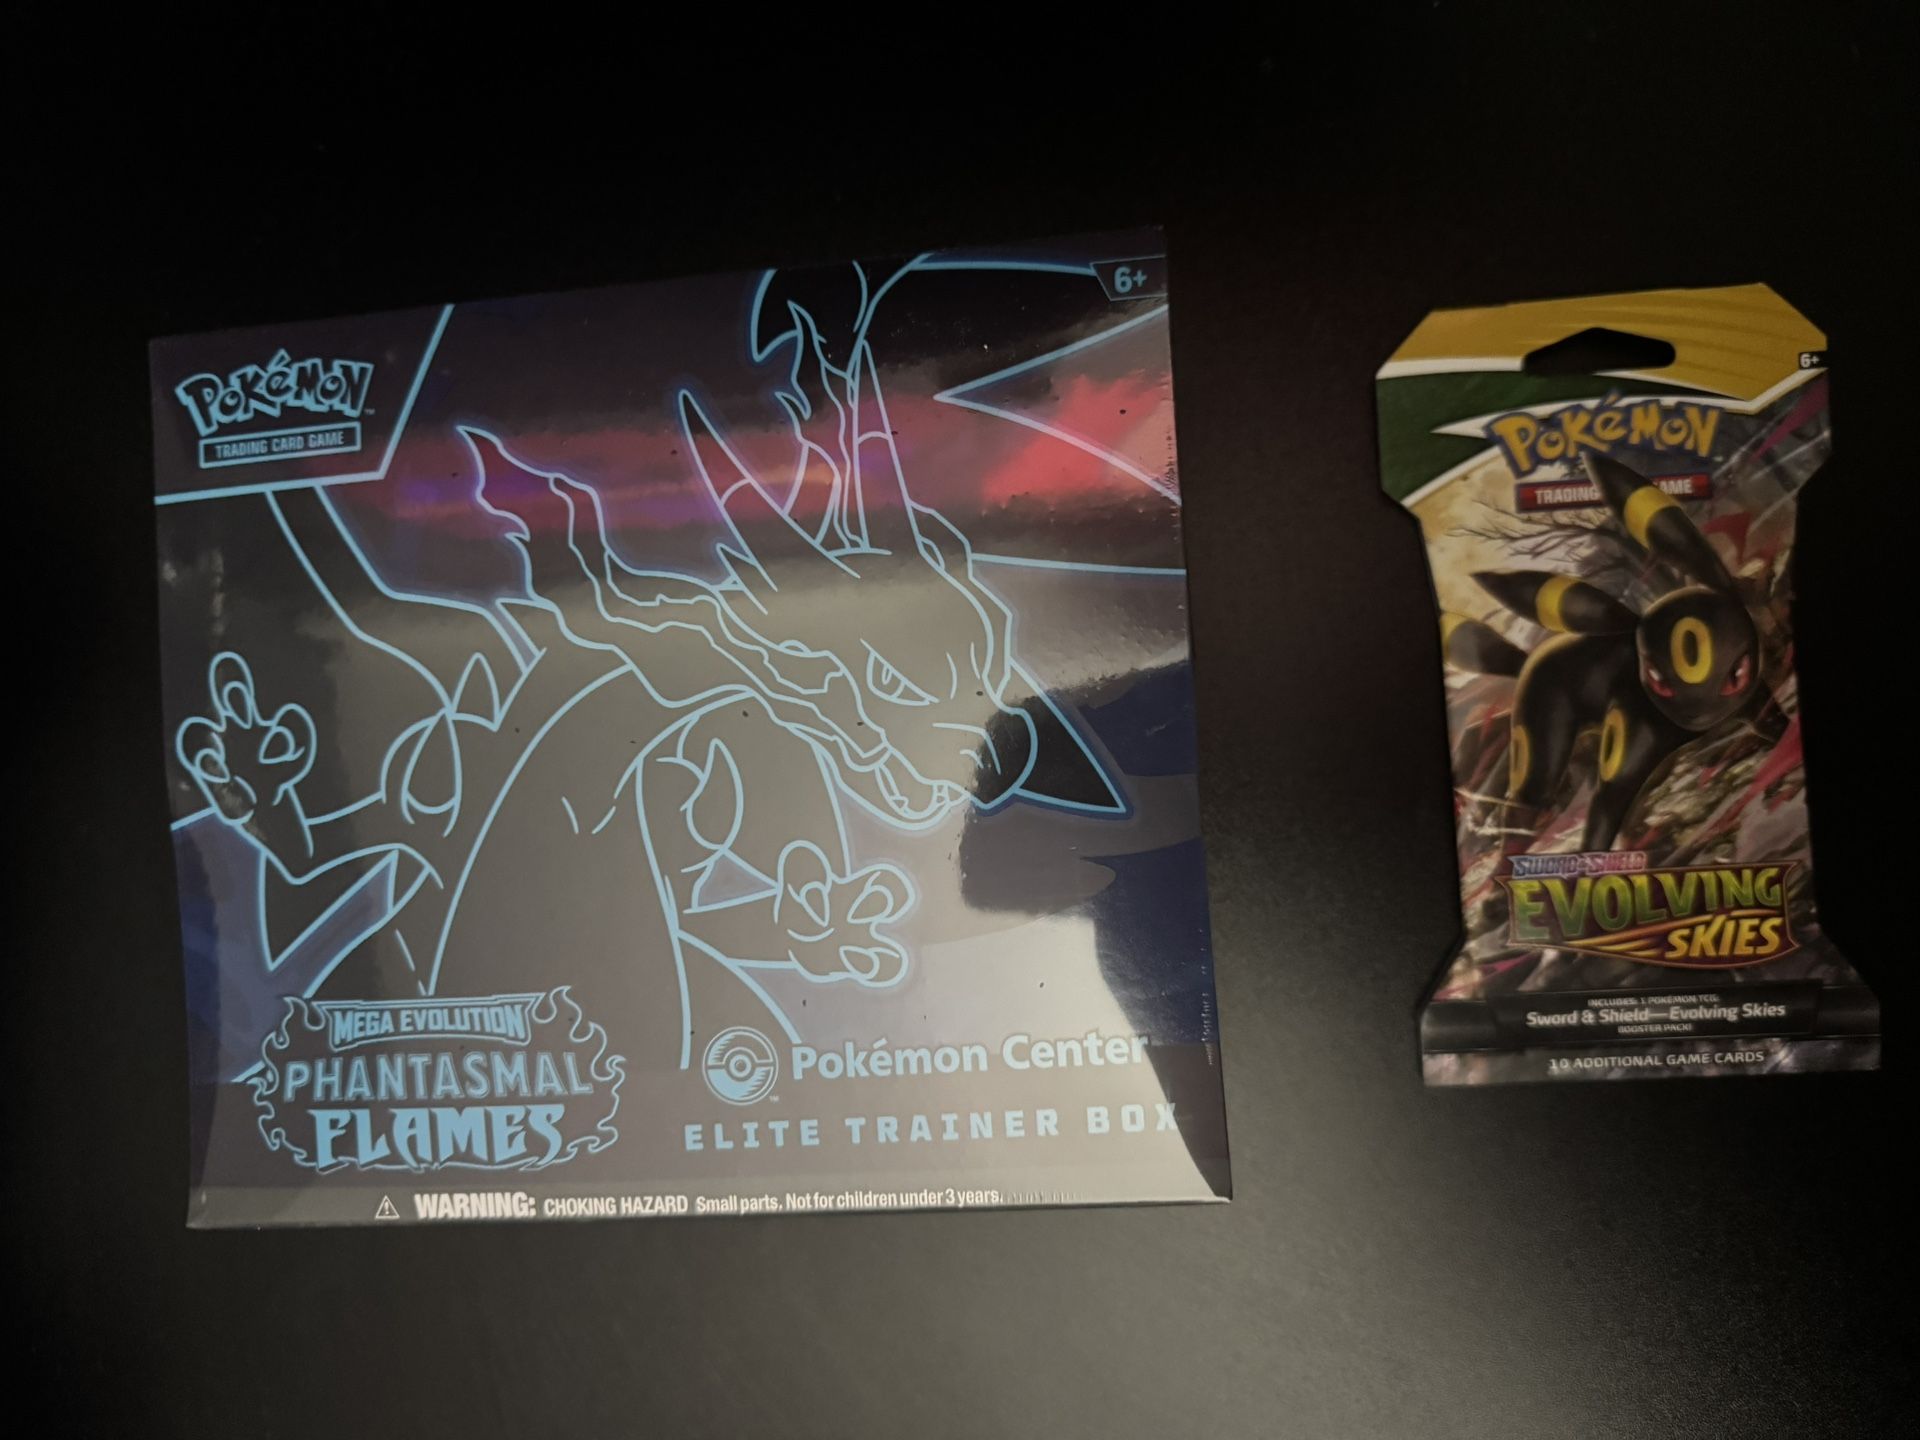 6+
POKéMON
TRADING CARD GAME
MEGA EVOLUTION
PHANTASMAL
FLAMES
Pokémon Center
ELITE TRAINER BOX
WARNING: CHOKING HAZARD Small parts. Not for children under 3 years.
6+
POKéMON
TRADING AME
SWORD & SHIELD
EVOLVING
SKIES
INCLUDES: 1 POKÉMON TCG:
Sword & Shield—Evolving Skies
BOOSTER PACK!
10 ADDITIONAL GAME CARDS